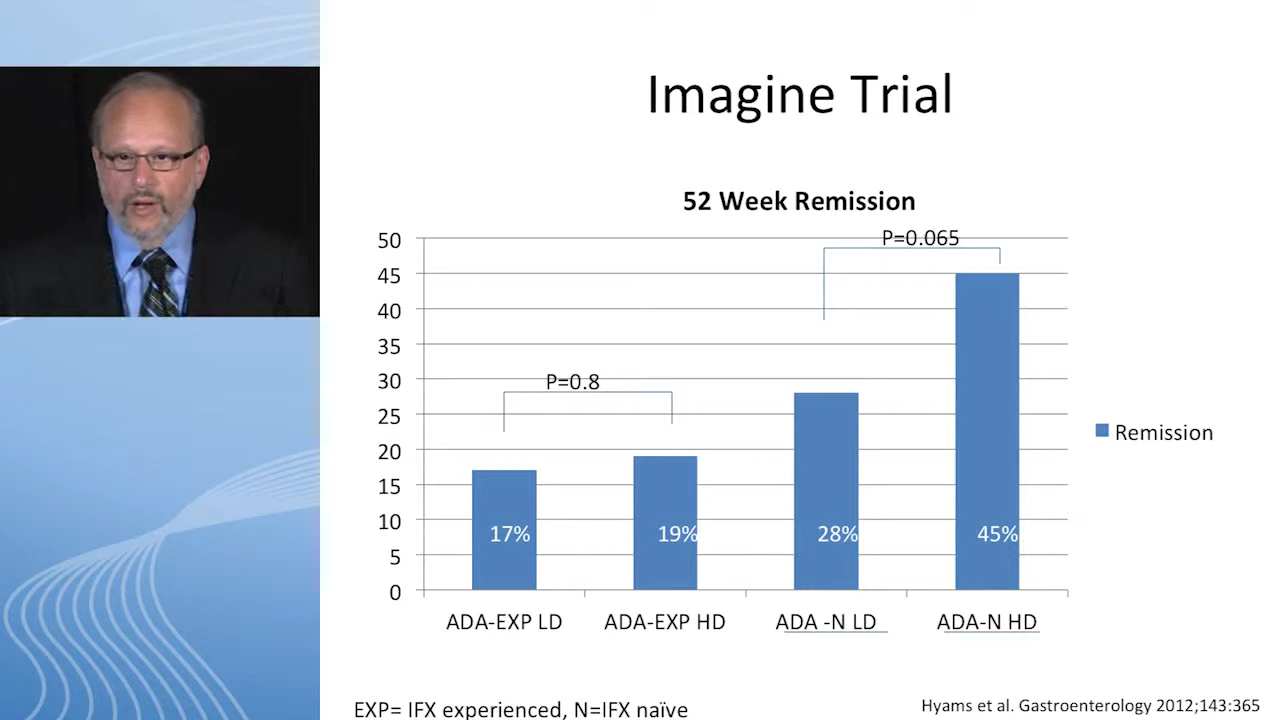 Imagine Trial
52 Week Remission
50
45
40
35
30
25
20
15
10
5
0
P=0.065
P=0.8
17%
19%
28%
45%
Remission
ADA-EXP LD
ADA-EXP HD
ADA -N LD
ADA-N HD
EXP= IFX experienced, N=IFX naïve
Hyams et al. Gastroenterology 2012;143:365